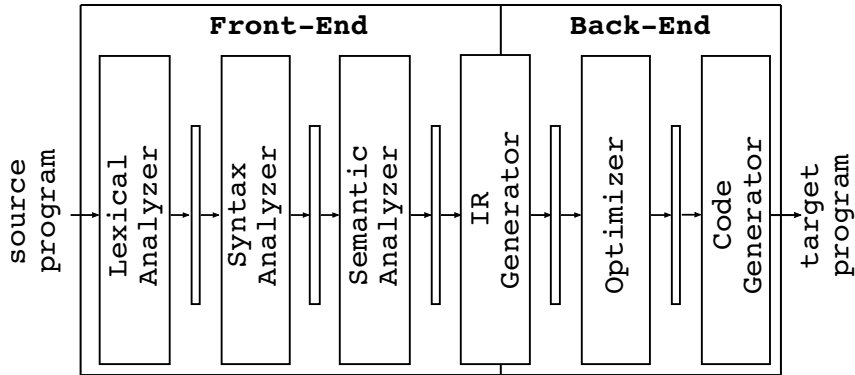 Front-End
Back-End
source
program
Lexical
Analyzer
Syntax
Analyzer
Semantic
Analyzer
IR
Generator
Optimizer
Code
Generator
target
program